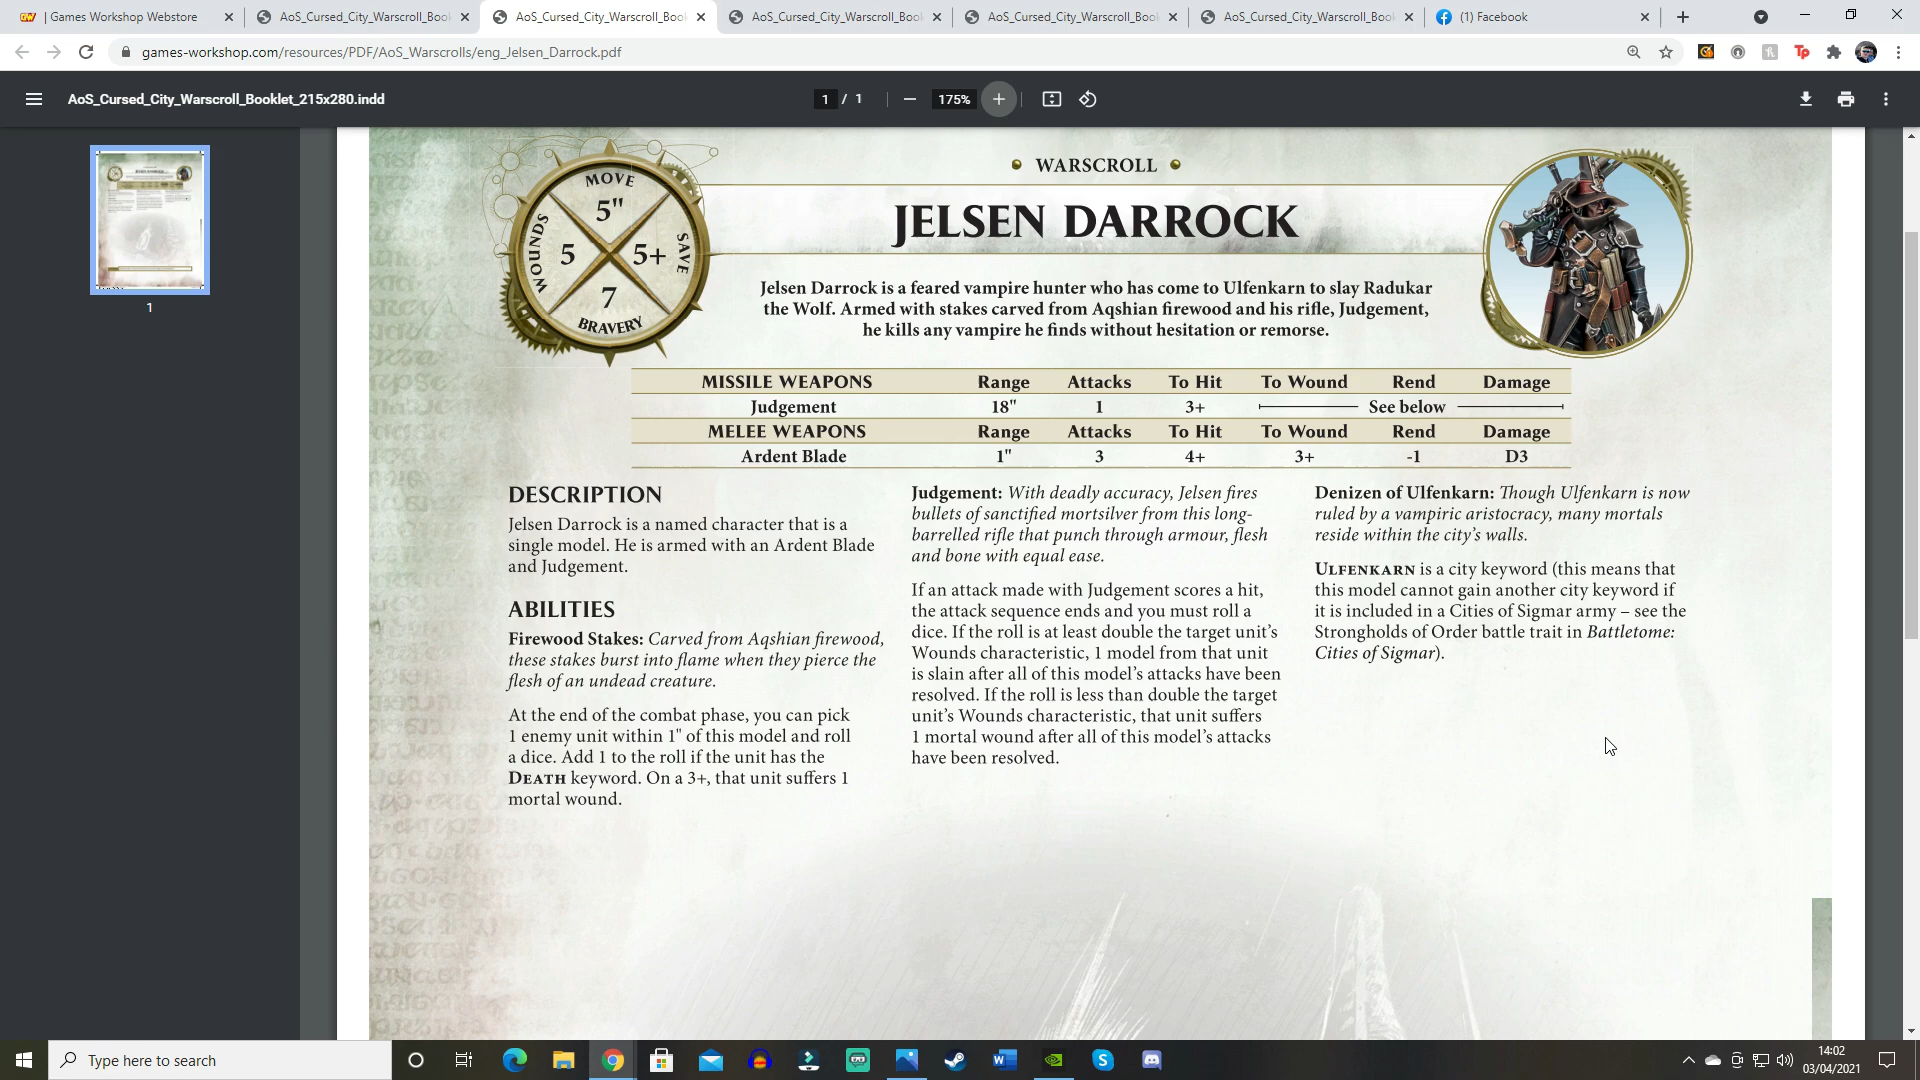 | Games Workshop Webstore
AoS_Cursed_City_Warscroll_Book
AoS_Cursed_City_Warscroll_Boo
AoS_Cursed_City_Warscroll_Book
AoS_Cursed_City_Warscroll_Book
AoS_Cursed_City_Warscroll_Book
(1) Facebook
games-workshop.com/resources/PDF/AoS_Warscrolls/eng_Jelsen_Darrock.pdf
AoS_Cursed_City_Warscroll_Booklet_215x280.indd
1 / 1
175%
1
WARSCROLL
JELSEN DARROCK
MOVE
5"
WOUNDS
5
5+
SAVE
7
BRAVERY
Jelsen Darrock is a feared vampire hunter who has come to Ulfenkarn to slay Radukar
the Wolf. Armed with stakes carved from Aqshian firewood and his rifle, Judgement,
he kills any vampire he finds without hesitation or remorse.
MISSILE WEAPONS Range Attacks To Hit To Wound Rend Damage
Judgement 18" 1 3+ See below
MELEE WEAPONS Range Attacks To Hit To Wound Rend Damage
Ardent Blade 1" 3 4+ 3+ -1 D3
DESCRIPTION
Jelsen Darrock is a named character that is a
single model. He is armed with an Ardent Blade
and Judgement.
ABILITIES
Firewood Stakes: Carved from Aqshian firewood,
these stakes burst into flame when they pierce the
flesh of an undead creature.
At the end of the combat phase, you can pick
1 enemy unit within 1" of this model and roll
a dice. Add 1 to the roll if the unit has the
DEATH keyword. On a 3+, that unit suffers 1
mortal wound.
Judgement: With deadly accuracy, Jelsen fires
bullets of sanctified mortsilver from this long-
barrelled rifle that punch through armour, flesh
and bone with equal ease.
If an attack made with Judgement scores a hit,
the attack sequence ends and you must roll a
dice. If the roll is at least double the target unit's
Wounds characteristic, 1 model from that unit
is slain after all of this model's attacks have been
resolved. If the roll is less than double the target
unit's Wounds characteristic, that unit suffers
1 mortal wound after all of this model's attacks
have been resolved.
Denizen of Ulfenkarn: Though Ulfenkarn is now
ruled by a vampiric aristocracy, many mortals
reside within the city's walls.
ULFENKARN is a city keyword (this means that
this model cannot gain another city keyword if
it is included in a Cities of Sigmar army – see the
Strongholds of Order battle trait in Battletome:
Cities of Sigmar).
Type here to search
14:02
03/04/2021